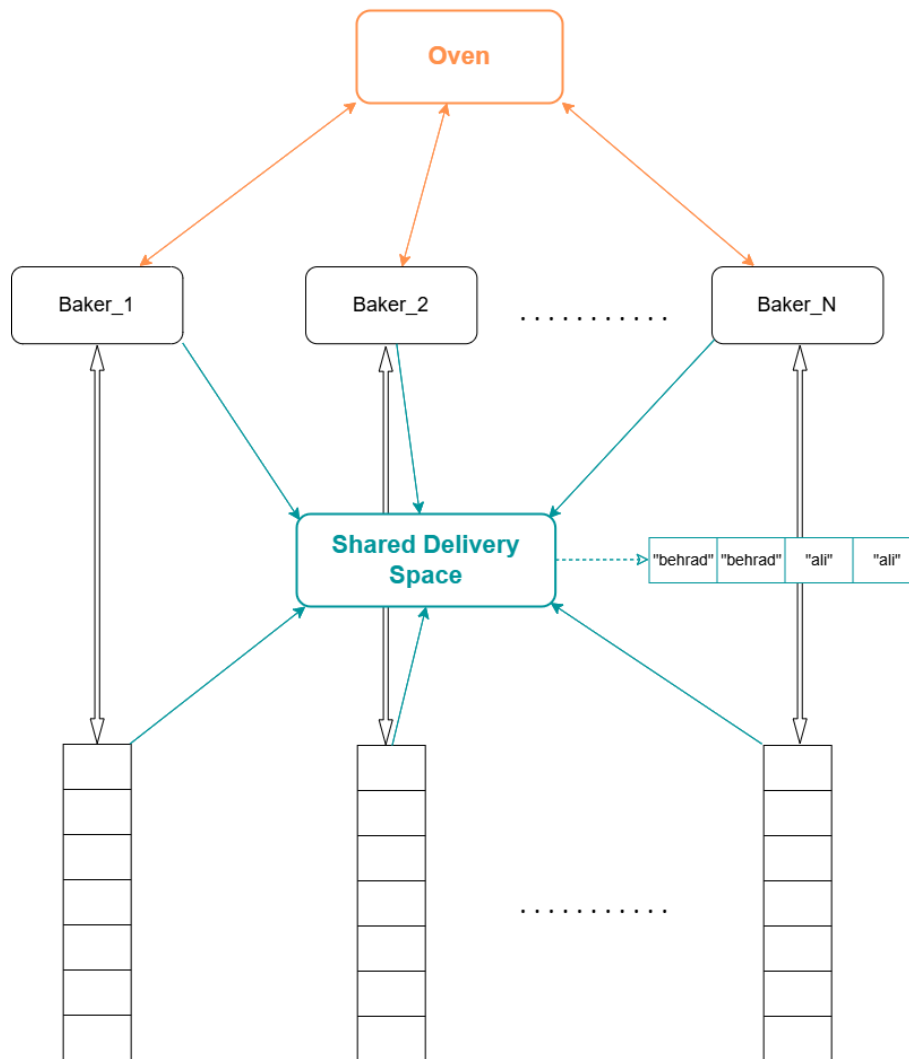 Oven
Baker_1
Baker_2
. . . . . . . . . . .
Baker_N
Shared Delivery
Space
"behrad" "behrad" "ali" "ali"
. . . . . . . . . . .